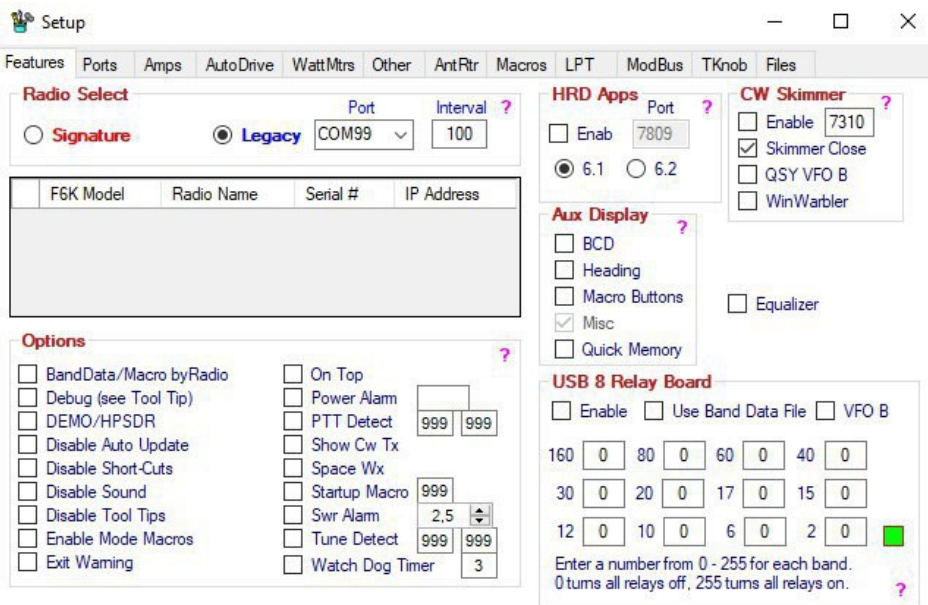 Setup
Features Ports Amps AutoDrive WattMtrs Other AntRtr Macros LPT ModBus TKnob Files
Radio Select
Port Interval ?
Signature Legacy COM99 100
F6K Model Radio Name Serial # IP Address
HRD Apps
Port ?
Enab 7809
6.1 6.2
CW Skimmer ?
Enable 7310
Skimmer Close
QSY VFO B
WinWarbler
Aux Display ?
BCD
Heading
Macro Buttons
Misc
Quick Memory
Equalizer
Options ?
BandData/Macro byRadio
Debug (see Tool Tip)
DEMO/HPSDR
Disable Auto Update
Disable Short-Cuts
Disable Sound
Disable Tool Tips
Enable Mode Macros
Exit Warning
On Top
Power Alarm
PTT Detect 999 999
Show Cw Tx
Space Wx
Startup Macro 999
Swr Alarm 2,5
Tune Detect 999 999
Watch Dog Timer 3
USB 8 Relay Board
Enable Use Band Data File VFO B
160 0 80 0 60 0 40 0
30 0 20 0 17 0 15 0
12 0 10 0 6 0 2 0
Enter a number from 0 - 255 for each band.
0 turns all relays off, 255 turns all relays on. ?